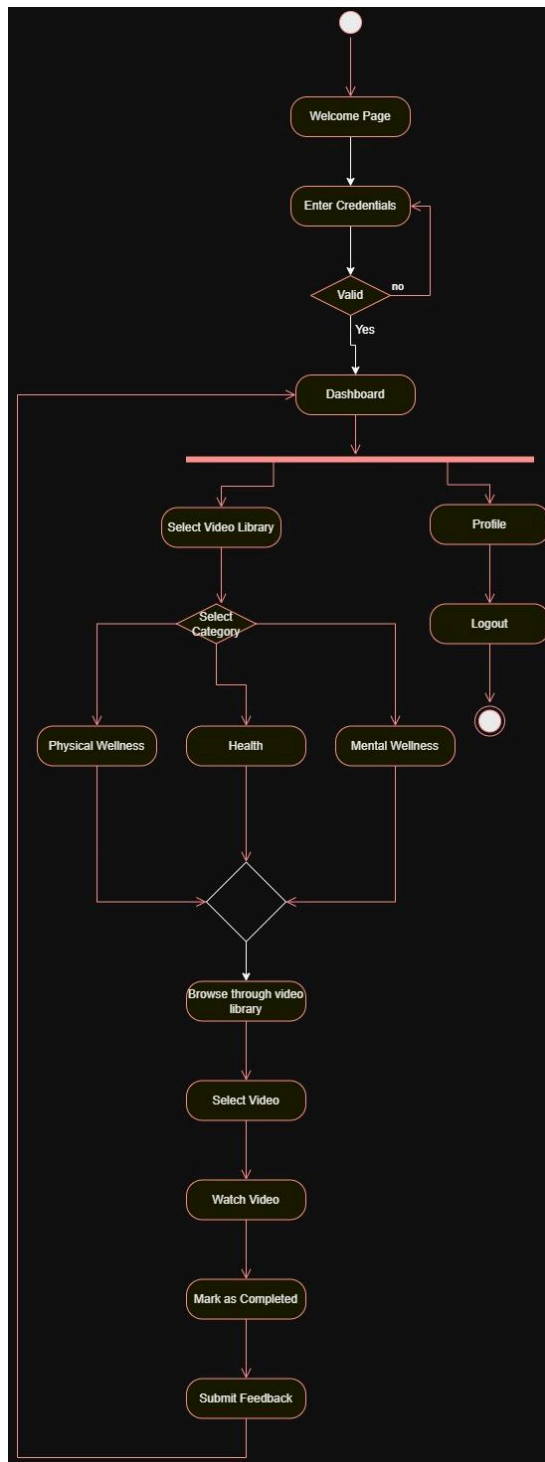 Welcome Page
Enter Credentials
Valid
no
Yes
Dashboard
Select Video Library
Profile
Select
Category
Logout
Physical Wellness
Health
Mental Wellness
Browse through video
library
Select Video
Watch Video
Mark as Completed
Submit Feedback